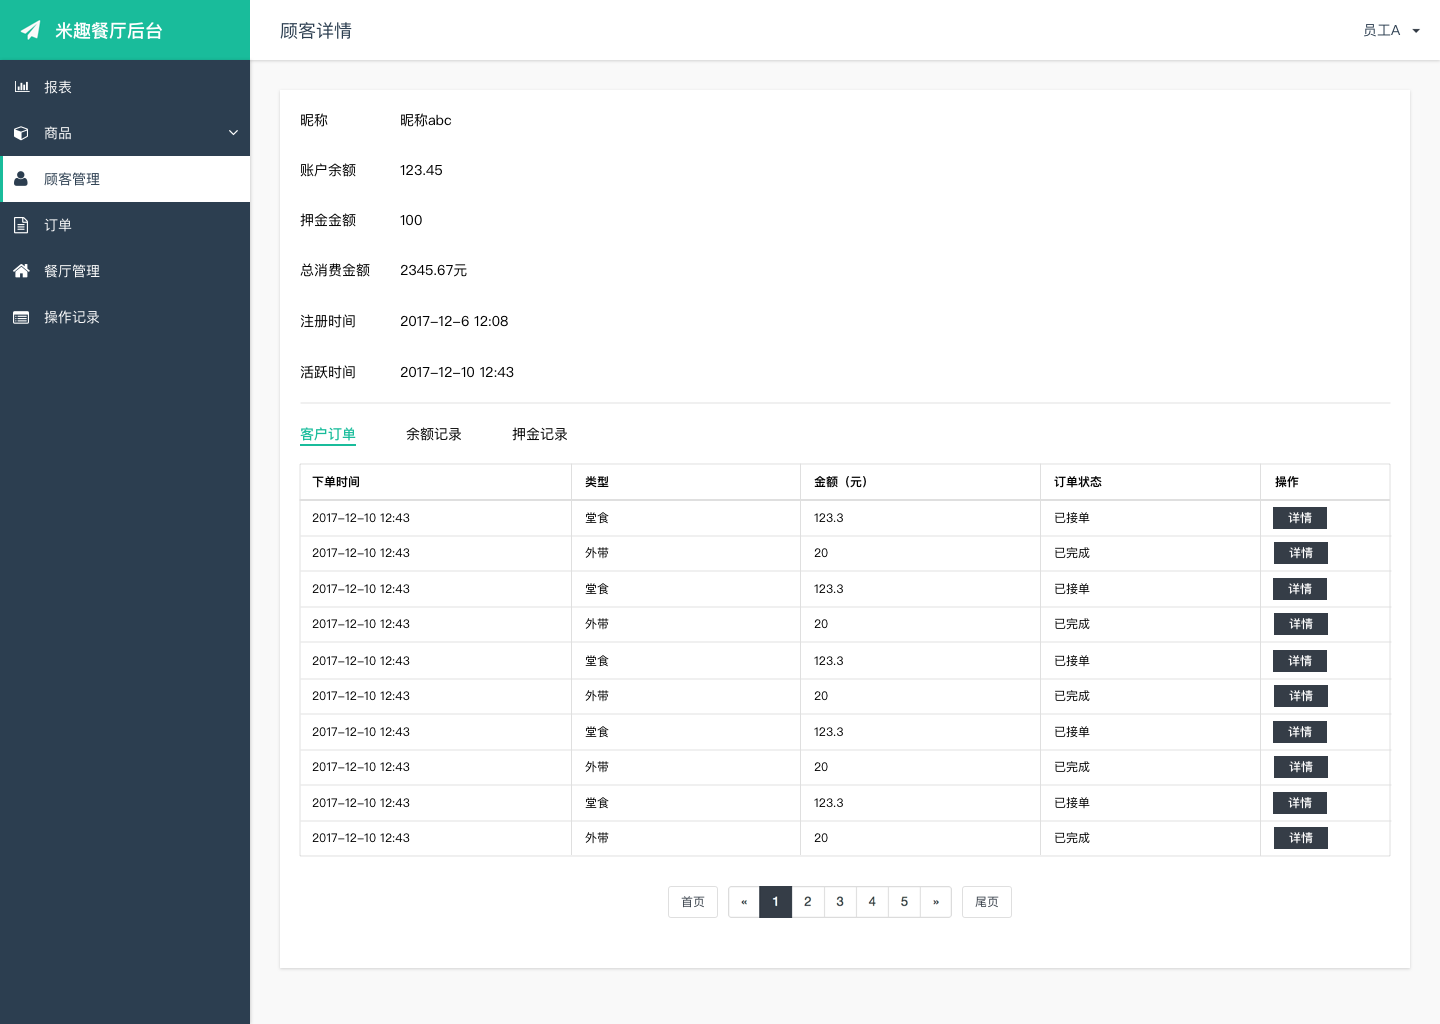 米趣餐厅后台
顾客详情
员工A
报表
商品
顾客管理
订单
餐厅管理
操作记录
昵称 昵称abc
账户余额 123.45
押金金额 100
总消费金额 2345.67元
注册时间 2017-12-6 12:08
活跃时间 2017-12-10 12:43
客户订单 余额记录 押金记录
下单时间 类型 金额（元） 订单状态 操作
2017-12-10 12:43 堂食 123.3 已接单 详情
2017-12-10 12:43 外带 20 已完成 详情
2017-12-10 12:43 堂食 123.3 已接单 详情
2017-12-10 12:43 外带 20 已完成 详情
2017-12-10 12:43 堂食 123.3 已接单 详情
2017-12-10 12:43 外带 20 已完成 详情
2017-12-10 12:43 堂食 123.3 已接单 详情
2017-12-10 12:43 外带 20 已完成 详情
2017-12-10 12:43 堂食 123.3 已接单 详情
2017-12-10 12:43 外带 20 已完成 详情
首页 « 1 2 3 4 5 » 尾页